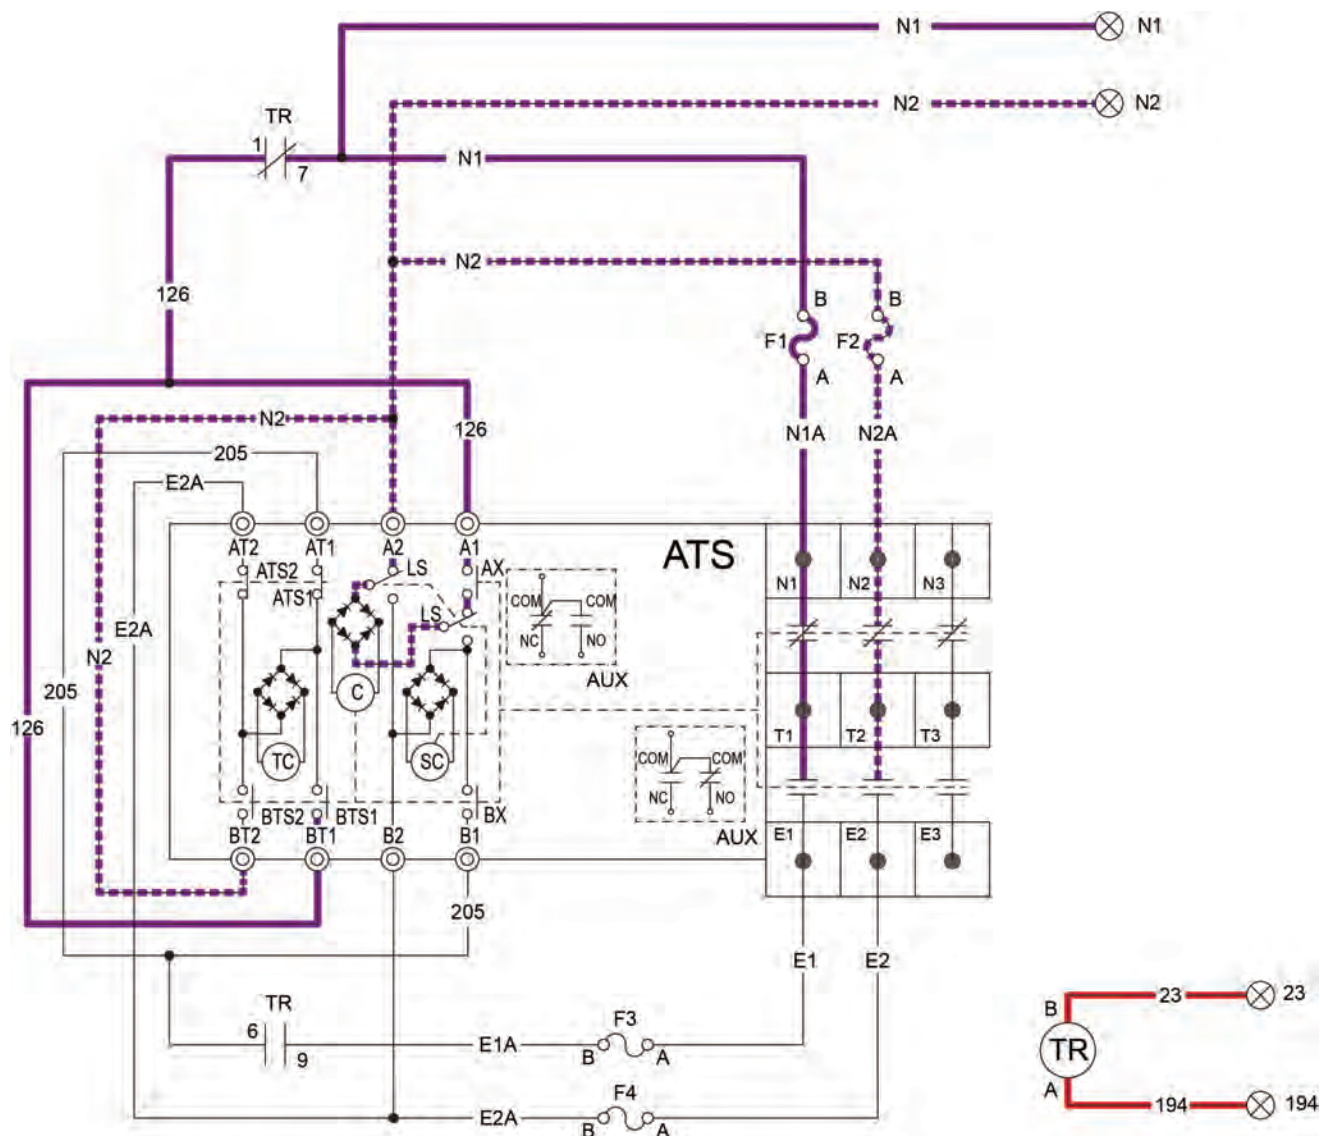 N1 N1
N2 N2
TR
1
7
N1
N2
126
B B
F1 F2
A A
N2
126
N1A N2A
205
E2A
AT2 AT1 A2 A1
ATS
ATS2 LS AX
ATS1
COM COM
LS
NC NO
AUX
N1 N2 N3
E2A
N2
205
126
C
TC SC
T1 T2 T3
COM COM
NC NO
AUX
BTS2 BTS1 BX
BT2 BT1 B2 B1
E1 E2 E3
205
E1 E2
TR
6
9
E1A
F3
B A
E2A
F4
B A
23 23
B
TR
A
194 194